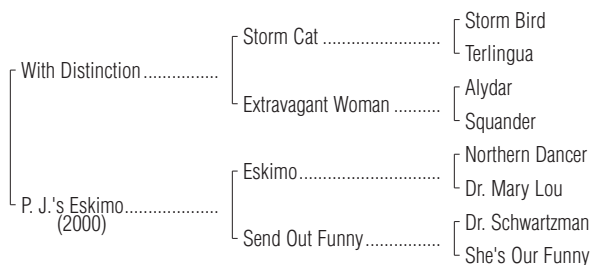 Storm Bird
Storm Cat ........................
Terlingua
With Distinction ................
Alydar
Extravagant Woman ..........
Squander
Northern Dancer
Eskimo..............................
Dr. Mary Lou
P. J.'s Eskimo....................
(2000)
Dr. Schwartzman
Send Out Funny................
She's Our Funny